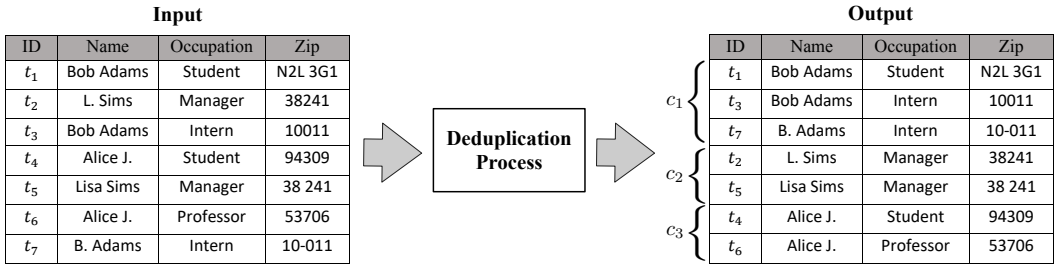 Input
ID Name Occupation Zip
t₁ Bob Adams Student N2L 3G1
t₂ L. Sims Manager 38241
t₃ Bob Adams Intern 10011
t₄ Alice J. Student 94309
t₅ Lisa Sims Manager 38 241
t₆ Alice J. Professor 53706
t₇ B. Adams Intern 10-011
Deduplication
Process
Output
ID Name Occupation Zip
c₁
t₁ Bob Adams Student N2L 3G1
t₃ Bob Adams Intern 10011
t₇ B. Adams Intern 10-011
c₂
t₂ L. Sims Manager 38241
t₅ Lisa Sims Manager 38 241
c₃
t₄ Alice J. Student 94309
t₆ Alice J. Professor 53706